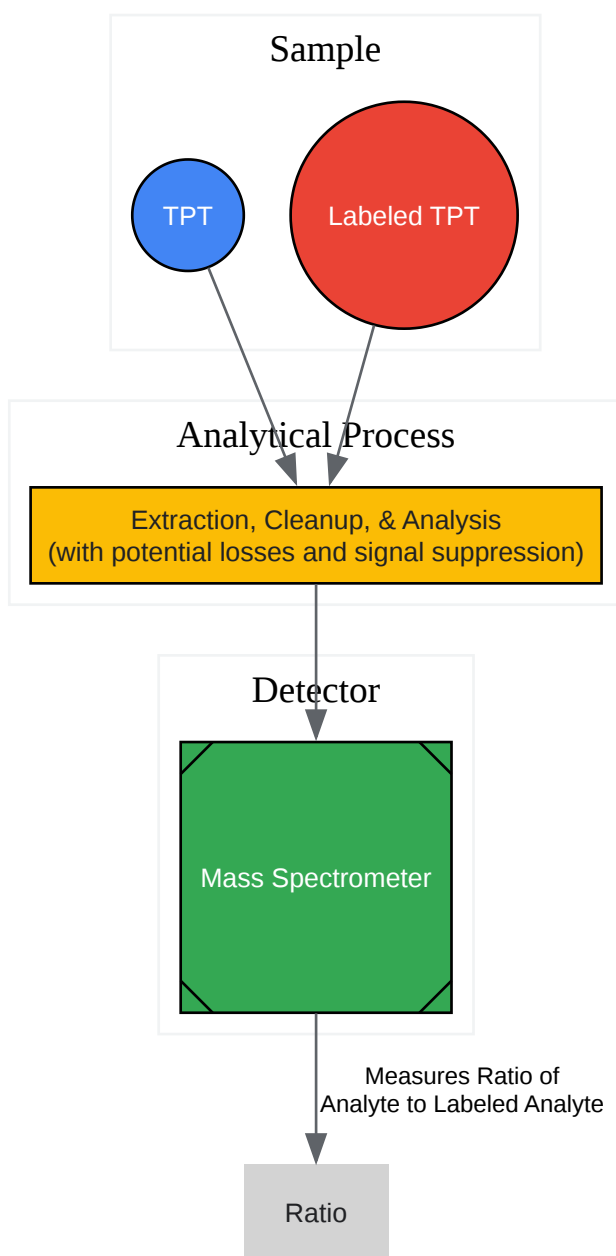 Sample
TPT
Labeled TPT
Analytical Process
Extraction, Cleanup, & Analysis
(with potential losses and signal suppression)
Detector
Mass Spectrometer
Measures Ratio of
Analyte to Labeled Analyte
Ratio